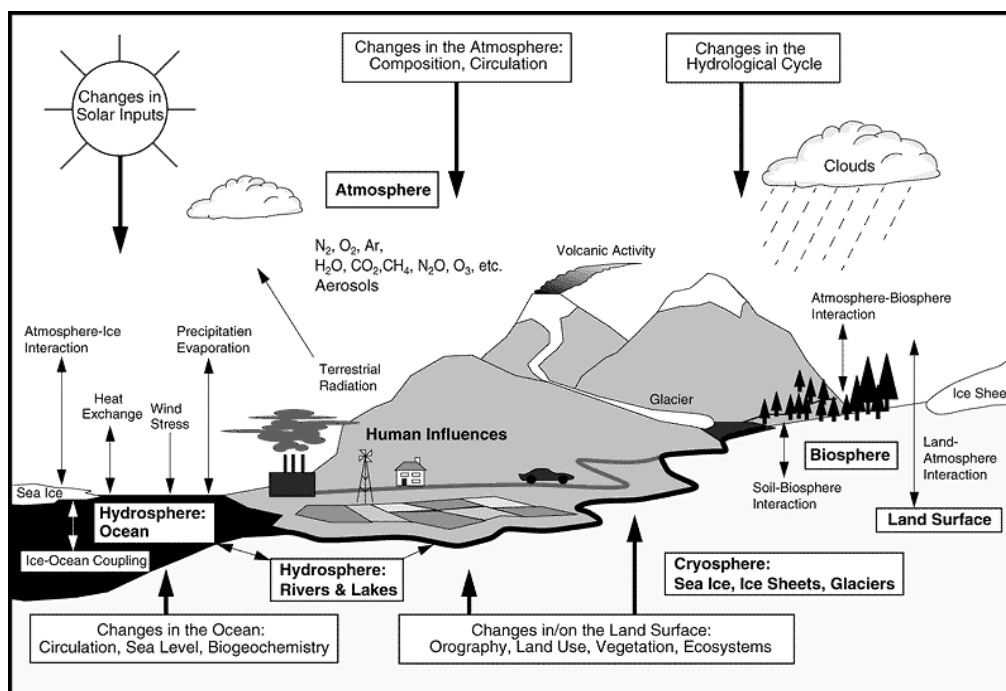 Changes in the Atmosphere:
Composition, Circulation
Changes in the
Hydrological Cycle
Changes in
Solar Inputs
Clouds
Atmosphere
N₂, O₂, Ar,
H₂O, CO₂,CH₄, N₂O, O₃, etc.
Aerosols
Volcanic Activity
Atmosphere-Biosphere
Interaction
Atmosphere-Ice
Interaction
Precipitation
Evaporation
Terrestrial
Radiation
Heat
Exchange
Wind
Stress
Glacier
Ice Shee
Human Influences
Land-
Atmosphere
Interaction
Biosphere
Soil-Biosphere
Interaction
Sea Ice
Hydrosphere:
Ocean
Land Surface
Ice-Ocean Coupling
Hydrosphere:
Rivers & Lakes
Cryosphere:
Sea Ice, Ice Sheets, Glaciers
Changes in the Ocean:
Circulation, Sea Level, Biogeochemistry
Changes in/on the Land Surface:
Orography, Land Use, Vegetation, Ecosystems